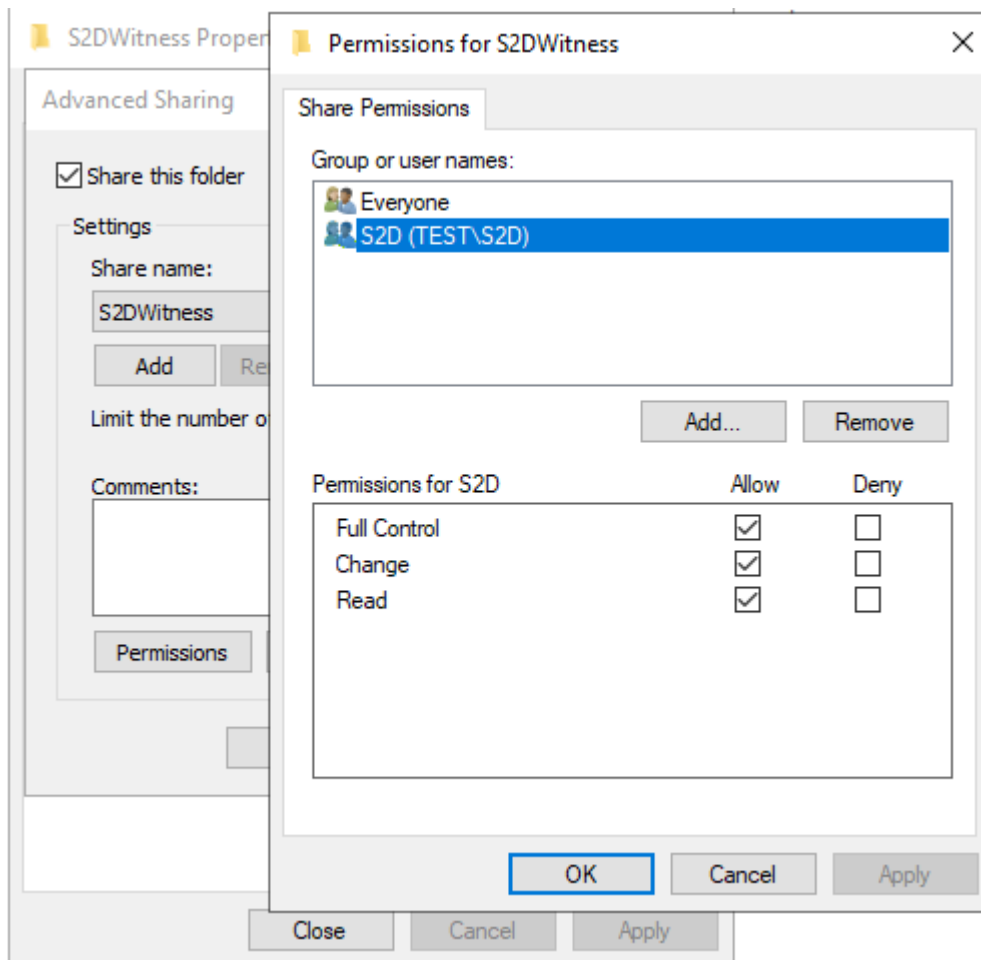 S2DWitness Proper
Advanced Sharing
Share this folder
Settings
Share name:
S2DWitness
Add
Limit the number o
Comments:
Permissions
Close Cancel Apply
Permissions for S2DWitness
Share Permissions
Group or user names:
Everyone
S2D (TEST\S2D)
Add... Remove
Permissions for S2D Allow Deny
Full Control
Change
Read
OK Cancel Apply